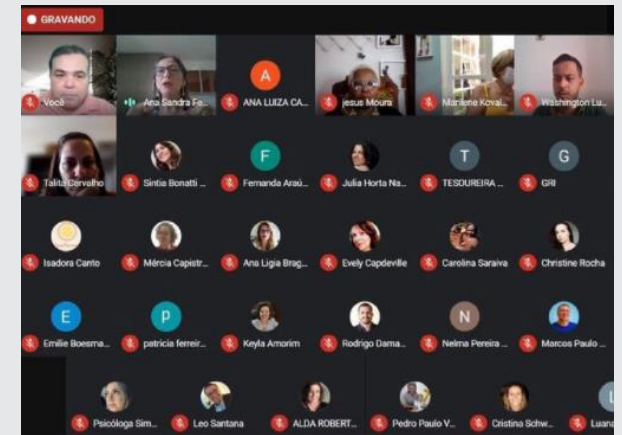 GRAVANDO
Você
Ana Sandra Fe...
A
ANA LUIZA CA...
jesus Moura
Marilene Koval...
Washington Lu...
Talita Carvalho
Sintia Bonatti ...
F
Fernanda Araú...
Julia Horta Na...
T
TESOUREIRA ...
G
GRI
Isadora Canto
Mércia Capistr...
Ana Ligia Brag...
Evely Capdeville
Carolina Saraiva
Christine Rocha
E
Emilie Boesma...
p
patricia ferreir...
Keyla Amorim
Rodrigo Dama...
N
Nelma Pereira ...
Marcos Paulo ...
Psicóloga Sim...
Leo Santana
ALDA ROBERT...
Pedro Paulo V...
Cristina Schw...
L
Luana